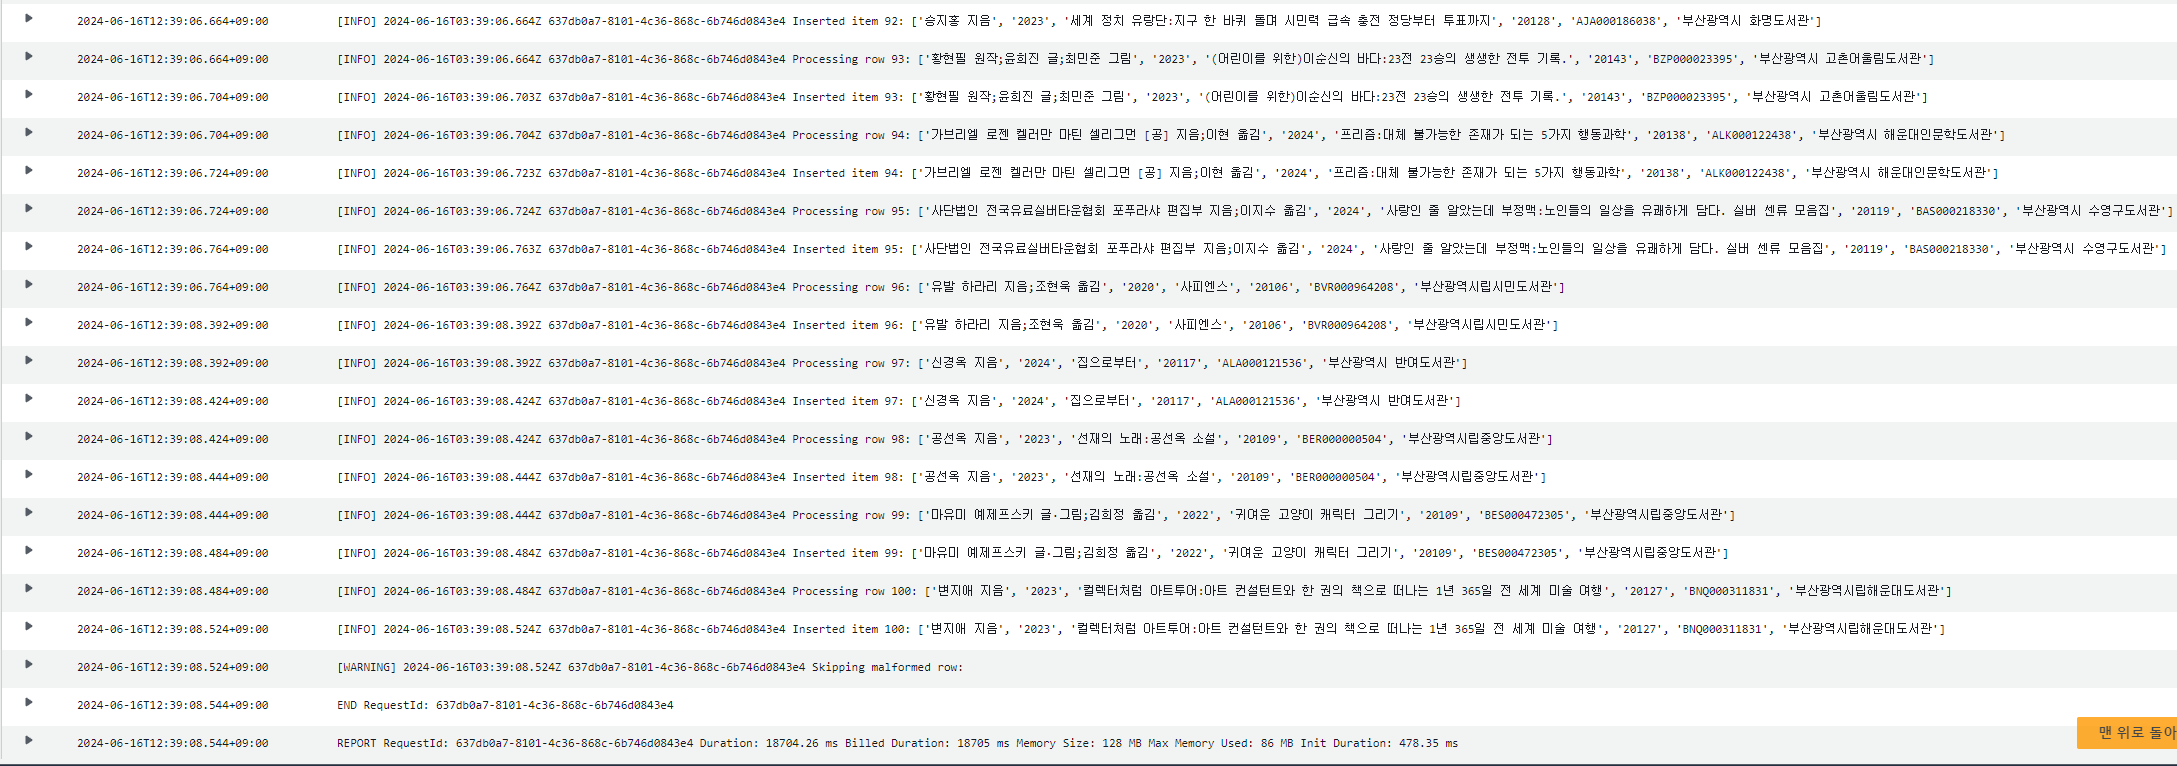 2024-06-16T12:39:06.664+09:00 [INFO] 2024-06-16T03:39:06.664Z 637db0a7-8101-4c36-868c-6b746d0843e4 Inserted item 92: ['승지홍 지음', '2023', '세계 정치 유랑단:지구 한 바퀴 돌며 시민력 급속 충전 정당부터 투표까지', '20128', 'AJA000186038', '부산광역시 화명도서관']
2024-06-16T12:39:06.664+09:00 [INFO] 2024-06-16T03:39:06.664Z 637db0a7-8101-4c36-868c-6b746d0843e4 Processing row 93: ['황현필 원작;윤희진 글;최민준 그림', '2023', '(어린이를 위한)이순신의 바다:23전 23승의 생생한 전투 기록.', '20143', 'BZP000023395', '부산광역시 고촌어울림도서관']
2024-06-16T12:39:06.704+09:00 [INFO] 2024-06-16T03:39:06.703Z 637db0a7-8101-4c36-868c-6b746d0843e4 Inserted item 93: ['황현필 원작;윤희진 글;최민준 그림', '2023', '(어린이를 위한)이순신의 바다:23전 23승의 생생한 전투 기록.', '20143', 'BZP000023395', '부산광역시 고촌어울림도서관']
2024-06-16T12:39:06.704+09:00 [INFO] 2024-06-16T03:39:06.704Z 637db0a7-8101-4c36-868c-6b746d0843e4 Processing row 94: ['가브리엘 로젠 켈러만 마틴 셀리그먼 [공] 지음;이현 옮김', '2024', '프리즘:대체 불가능한 존재가 되는 5가지 행동과학', '20138', 'ALK000122438', '부산광역시 해운대인문학도서관']
2024-06-16T12:39:06.724+09:00 [INFO] 2024-06-16T03:39:06.723Z 637db0a7-8101-4c36-868c-6b746d0843e4 Inserted item 94: ['가브리엘 로젠 켈러만 마틴 셀리그먼 [공] 지음;이현 옮김', '2024', '프리즘:대체 불가능한 존재가 되는 5가지 행동과학', '20138', 'ALK000122438', '부산광역시 해운대인문학도서관']
2024-06-16T12:39:06.724+09:00 [INFO] 2024-06-16T03:39:06.724Z 637db0a7-8101-4c36-868c-6b746d0843e4 Processing row 95: ['사단법인 전국유료실버타운협회 포푸라샤 편집부 지음;이지수 옮김', '2024', '사랑인 줄 알았는데 부정맥:노인들의 일상을 유쾌하게 담다. 실버 센류 모음집', '20119', 'BAS000218330', '부산광역시 수영구도서관']
2024-06-16T12:39:06.764+09:00 [INFO] 2024-06-16T03:39:06.763Z 637db0a7-8101-4c36-868c-6b746d0843e4 Inserted item 95: ['사단법인 전국유료실버타운협회 포푸라샤 편집부 지음;이지수 옮김', '2024', '사랑인 줄 알았는데 부정맥:노인들의 일상을 유쾌하게 담다. 실버 센류 모음집', '20119', 'BAS000218330', '부산광역시 수영구도서관']
2024-06-16T12:39:06.764+09:00 [INFO] 2024-06-16T03:39:06.764Z 637db0a7-8101-4c36-868c-6b746d0843e4 Processing row 96: ['유발 하라리 지음;조현욱 옮김', '2020', '사피엔스', '20106', 'BVR000964208', '부산광역시립시민도서관']
2024-06-16T12:39:08.392+09:00 [INFO] 2024-06-16T03:39:08.392Z 637db0a7-8101-4c36-868c-6b746d0843e4 Inserted item 96: ['유발 하라리 지음;조현욱 옮김', '2020', '사피엔스', '20106', 'BVR000964208', '부산광역시립시민도서관']
2024-06-16T12:39:08.392+09:00 [INFO] 2024-06-16T03:39:08.392Z 637db0a7-8101-4c36-868c-6b746d0843e4 Processing row 97: ['신경옥 지음', '2024', '집으로부터', '20117', 'ALA000121536', '부산광역시 반여도서관']
2024-06-16T12:39:08.424+09:00 [INFO] 2024-06-16T03:39:08.424Z 637db0a7-8101-4c36-868c-6b746d0843e4 Inserted item 97: ['신경옥 지음', '2024', '집으로부터', '20117', 'ALA000121536', '부산광역시 반여도서관']
2024-06-16T12:39:08.424+09:00 [INFO] 2024-06-16T03:39:08.424Z 637db0a7-8101-4c36-868c-6b746d0843e4 Processing row 98: ['공선옥 지음', '2023', '선재의 노래:공선옥 소설', '20109', 'BER000000504', '부산광역시립중앙도서관']
2024-06-16T12:39:08.444+09:00 [INFO] 2024-06-16T03:39:08.444Z 637db0a7-8101-4c36-868c-6b746d0843e4 Inserted item 98: ['공선옥 지음', '2023', '선재의 노래:공선옥 소설', '20109', 'BER000000504', '부산광역시립중앙도서관']
2024-06-16T12:39:08.444+09:00 [INFO] 2024-06-16T03:39:08.444Z 637db0a7-8101-4c36-868c-6b746d0843e4 Processing row 99: ['마유미 예제프스키 글·그림;김희정 옮김', '2022', '귀여운 고양이 캐릭터 그리기', '20109', 'BES000472305', '부산광역시립중앙도서관']
2024-06-16T12:39:08.484+09:00 [INFO] 2024-06-16T03:39:08.484Z 637db0a7-8101-4c36-868c-6b746d0843e4 Inserted item 99: ['마유미 예제프스키 글·그림;김희정 옮김', '2022', '귀여운 고양이 캐릭터 그리기', '20109', 'BES000472305', '부산광역시립중앙도서관']
2024-06-16T12:39:08.484+09:00 [INFO] 2024-06-16T03:39:08.484Z 637db0a7-8101-4c36-868c-6b746d0843e4 Processing row 100: ['변지애 지음', '2023', '컬렉터처럼 아트투어:아트 컨설턴트와 한 권의 책으로 떠나는 1년 365일 전 세계 미술 여행', '20127', 'BNQ000311831', '부산광역시립해운대도서관']
2024-06-16T12:39:08.524+09:00 [INFO] 2024-06-16T03:39:08.524Z 637db0a7-8101-4c36-868c-6b746d0843e4 Inserted item 100: ['변지애 지음', '2023', '컬렉터처럼 아트투어:아트 컨설턴트와 한 권의 책으로 떠나는 1년 365일 전 세계 미술 여행', '20127', 'BNQ000311831', '부산광역시립해운대도서관']
2024-06-16T12:39:08.524+09:00 [WARNING] 2024-06-16T03:39:08.524Z 637db0a7-8101-4c36-868c-6b746d0843e4 Skipping malformed row:
2024-06-16T12:39:08.544+09:00 END RequestId: 637db0a7-8101-4c36-868c-6b746d0843e4
2024-06-16T12:39:08.544+09:00 REPORT RequestId: 637db0a7-8101-4c36-868c-6b746d0843e4 Duration: 18704.26 ms Billed Duration: 18705 ms Memory Size: 128 MB Max Memory Used: 86 MB Init Duration: 478.35 ms
맨 위로 돌아